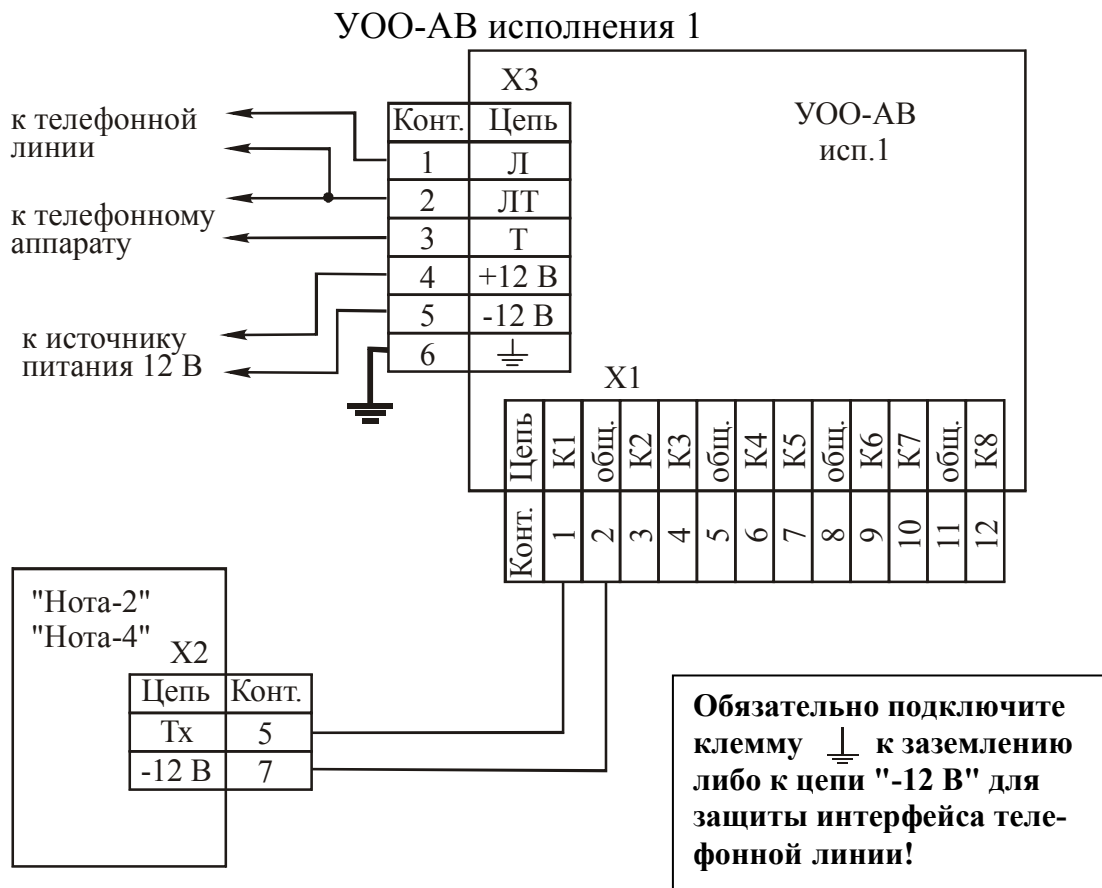 УОО-АВ исполнения 1
X3
УОО-АВ
исп.1
к телефонной
линии
к телефонному
аппарату
к источнику
питания 12 В
Конт. Цепь
1 Л
2 ЛТ
3 Т
4 +12 В
5 -12 В
6
X1
Цепь К1 общ. К2 К3 общ. К4 К5 общ. К6 К7 общ. К8
Конт. 1 2 3 4 5 6 7 8 9 10 11 12
"Нота-2"
"Нота-4"
X2
Цепь Конт.
Tx 5
-12 В 7
Обязательно подключите
клемму к заземлению
либо к цепи "-12 В" для
защиты интерфейса теле-
фонной линии!